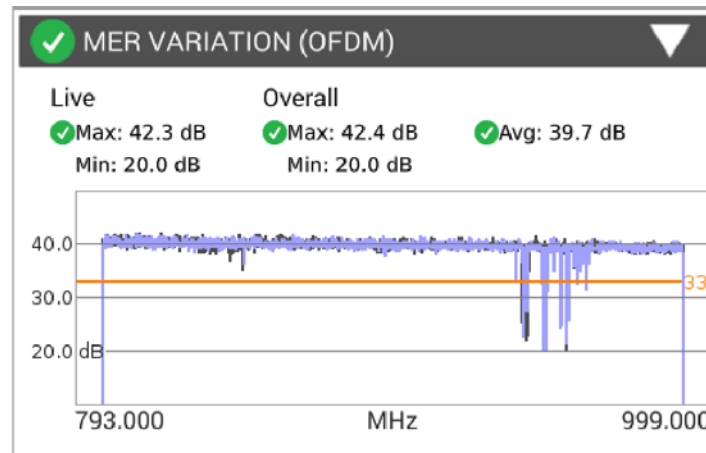 MER VARIATION (OFDM)
Live Overall
Max: 42.3 dB Max: 42.4 dB Avg: 39.7 dB
Min: 20.0 dB Min: 20.0 dB
40.0
33
30.0
20.0 dB
793.000 MHz 999.000